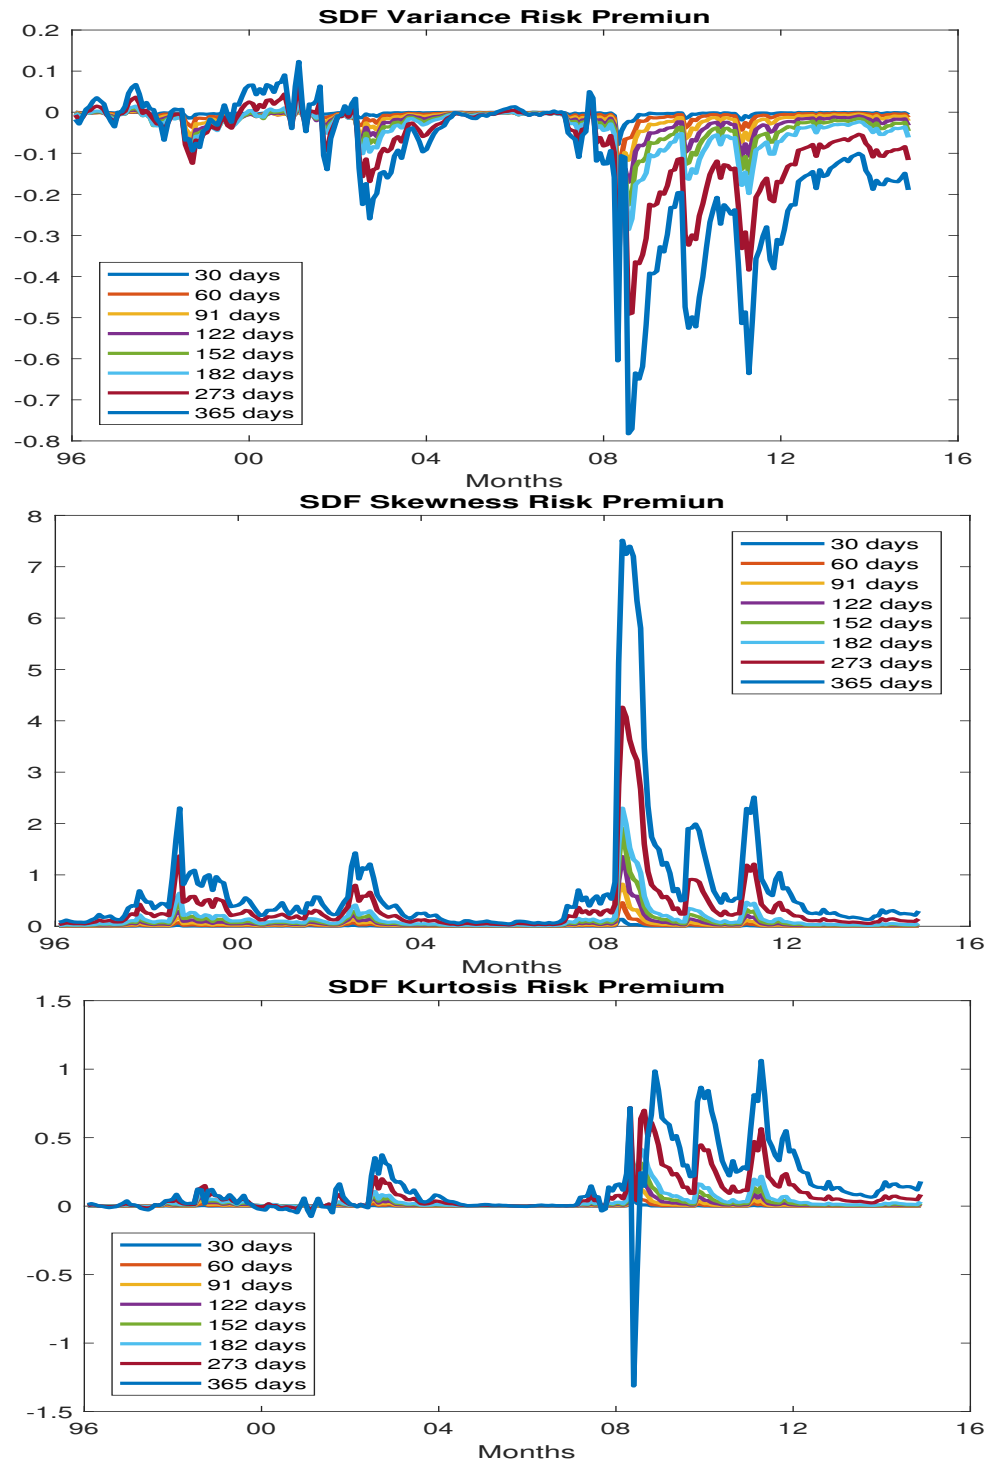 SDF Variance Risk Premiun
0.2
0.1
0
-0.1
-0.2
-0.3
-0.4
-0.5
-0.6
-0.7
-0.8
30 days
60 days
91 days
122 days
152 days
182 days
273 days
365 days
96 00 04 08 12 16
Months
SDF Skewness Risk Premiun
8
7
6
5
4
3
2
1
0
30 days
60 days
91 days
122 days
152 days
182 days
273 days
365 days
96 00 04 08 12 16
Months
SDF Kurtosis Risk Premium
1.5
1
0.5
0
-0.5
-1
-1.5
30 days
60 days
91 days
122 days
152 days
182 days
273 days
365 days
96 00 04 08 12 16
Months